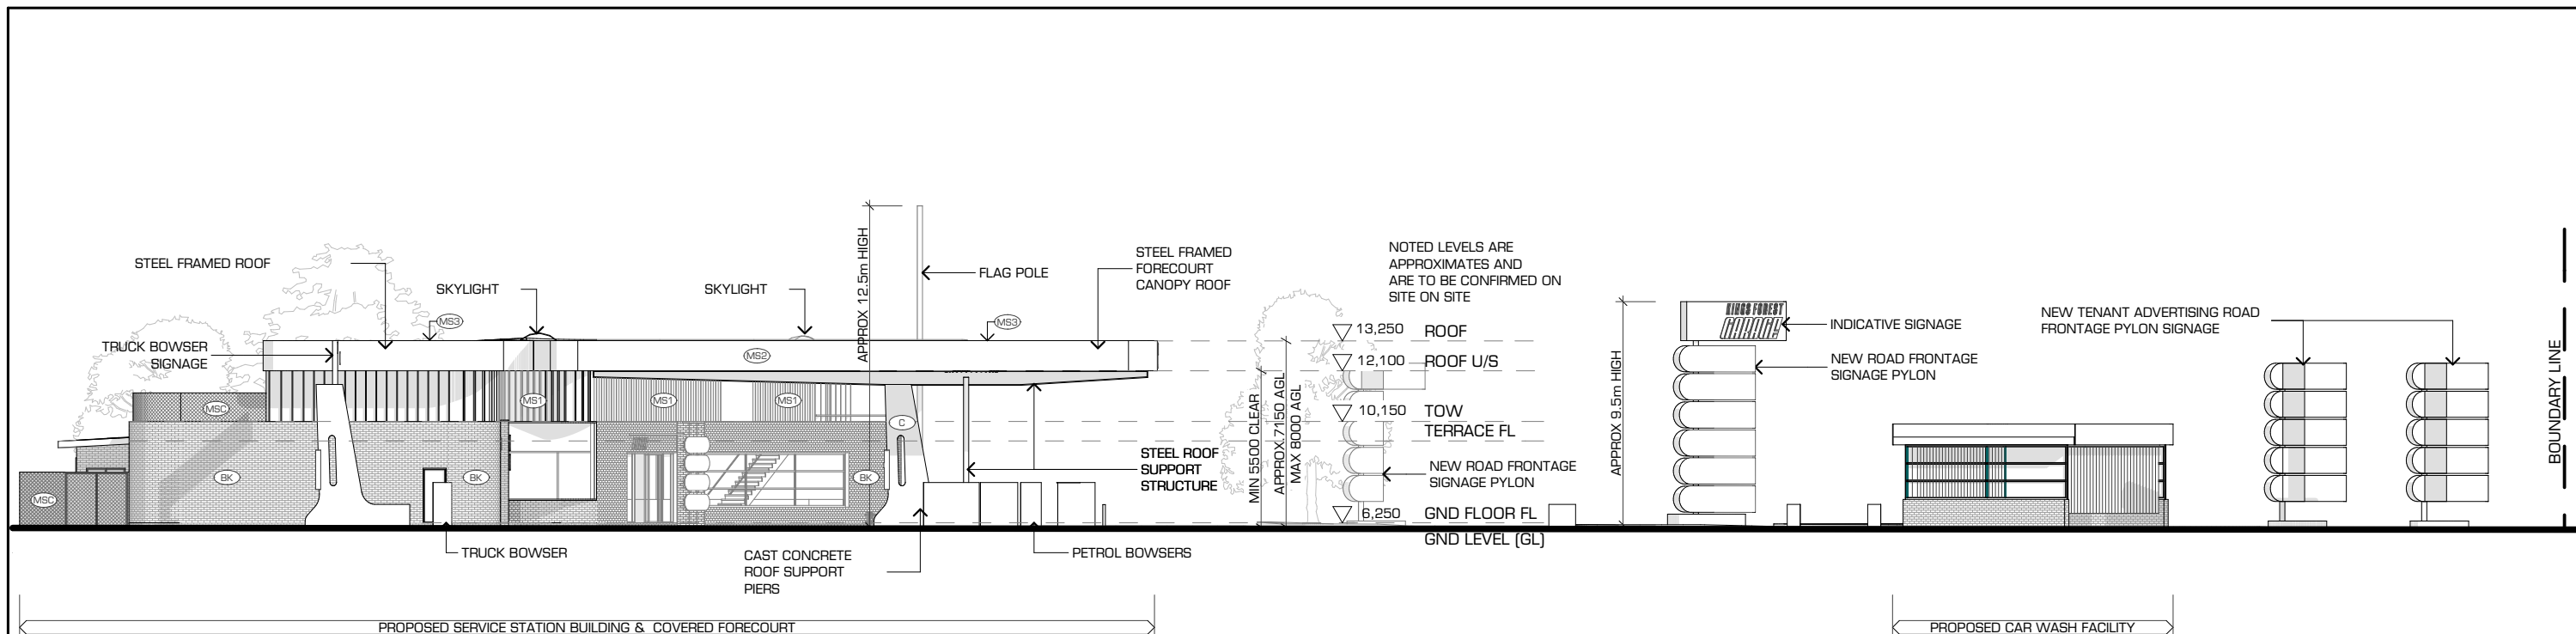 STEEL FRAMED ROOF
TRUCK BOWSER
SIGNAGE
SKYLIGHT
SKYLIGHT
APPROX 12.5m HIGH
FLAG POLE
STEEL FRAMED
FORECOURT
CANOPY ROOF
NOTED LEVELS ARE
APPROXIMATES AND
ARE TO BE CONFIRMED ON
SITE ON SITE
MS3
MS3
MS2
MSC
MS1
MS1
MS1
C
BK
BK
BK
MSC
STEEL ROOF
SUPPORT
STRUCTURE
MIN 5500 CLEAR
APPROX.7150 AGL
MAX 8000 AGL
13,250 ROOF
12,100 ROOF U/S
10,150 TOW
TERRACE FL
NEW ROAD FRONTAGE
SIGNAGE PYLON
6,250 GND FLOOR FL
GND LEVEL (GL)
APPROX 9.5m HIGH
KINGS FOREST
GARAGE
INDICATIVE SIGNAGE
NEW ROAD FRONTAGE
SIGNAGE PYLON
NEW TENANT ADVERTISING ROAD
FRONTAGE PYLON SIGNAGE
BOUNDARY LINE
TRUCK BOWSER
CAST CONCRETE
ROOF SUPPORT
PIERS
PETROL BOWSERS
PROPOSED SERVICE STATION BUILDING & COVERED FORECOURT
PROPOSED CAR WASH FACILITY